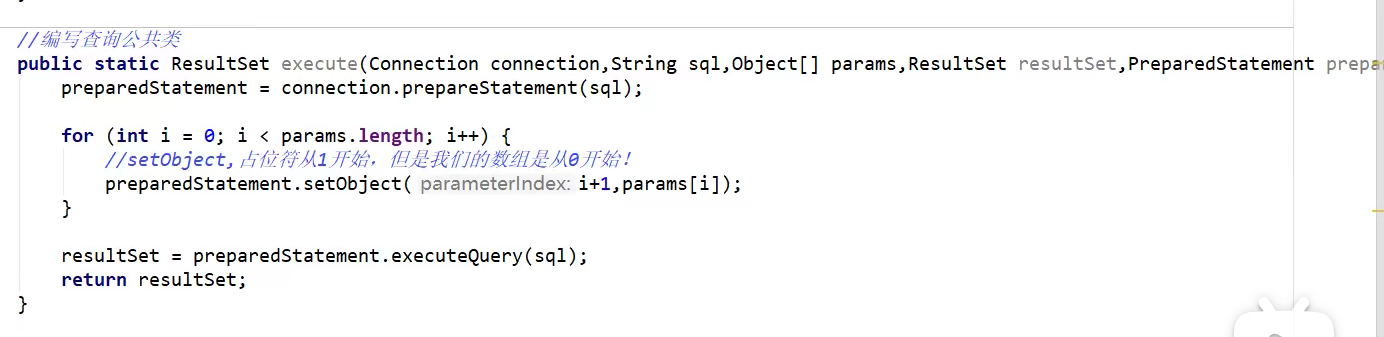 //编写查询公共类
public static ResultSet execute(Connection connection,String sql,Object[] params,ResultSet resultSet,PreparedStatement prepa
preparedStatement = connection.prepareStatement(sql);
for (int i = 0; i < params.length; i++) {
//setObject,占位符从1开始，但是我们的数组是从0开始！
preparedStatement.setObject( parameterIndex: i+1,params[i]);
}
resultSet = preparedStatement.executeQuery(sql);
return resultSet;
}